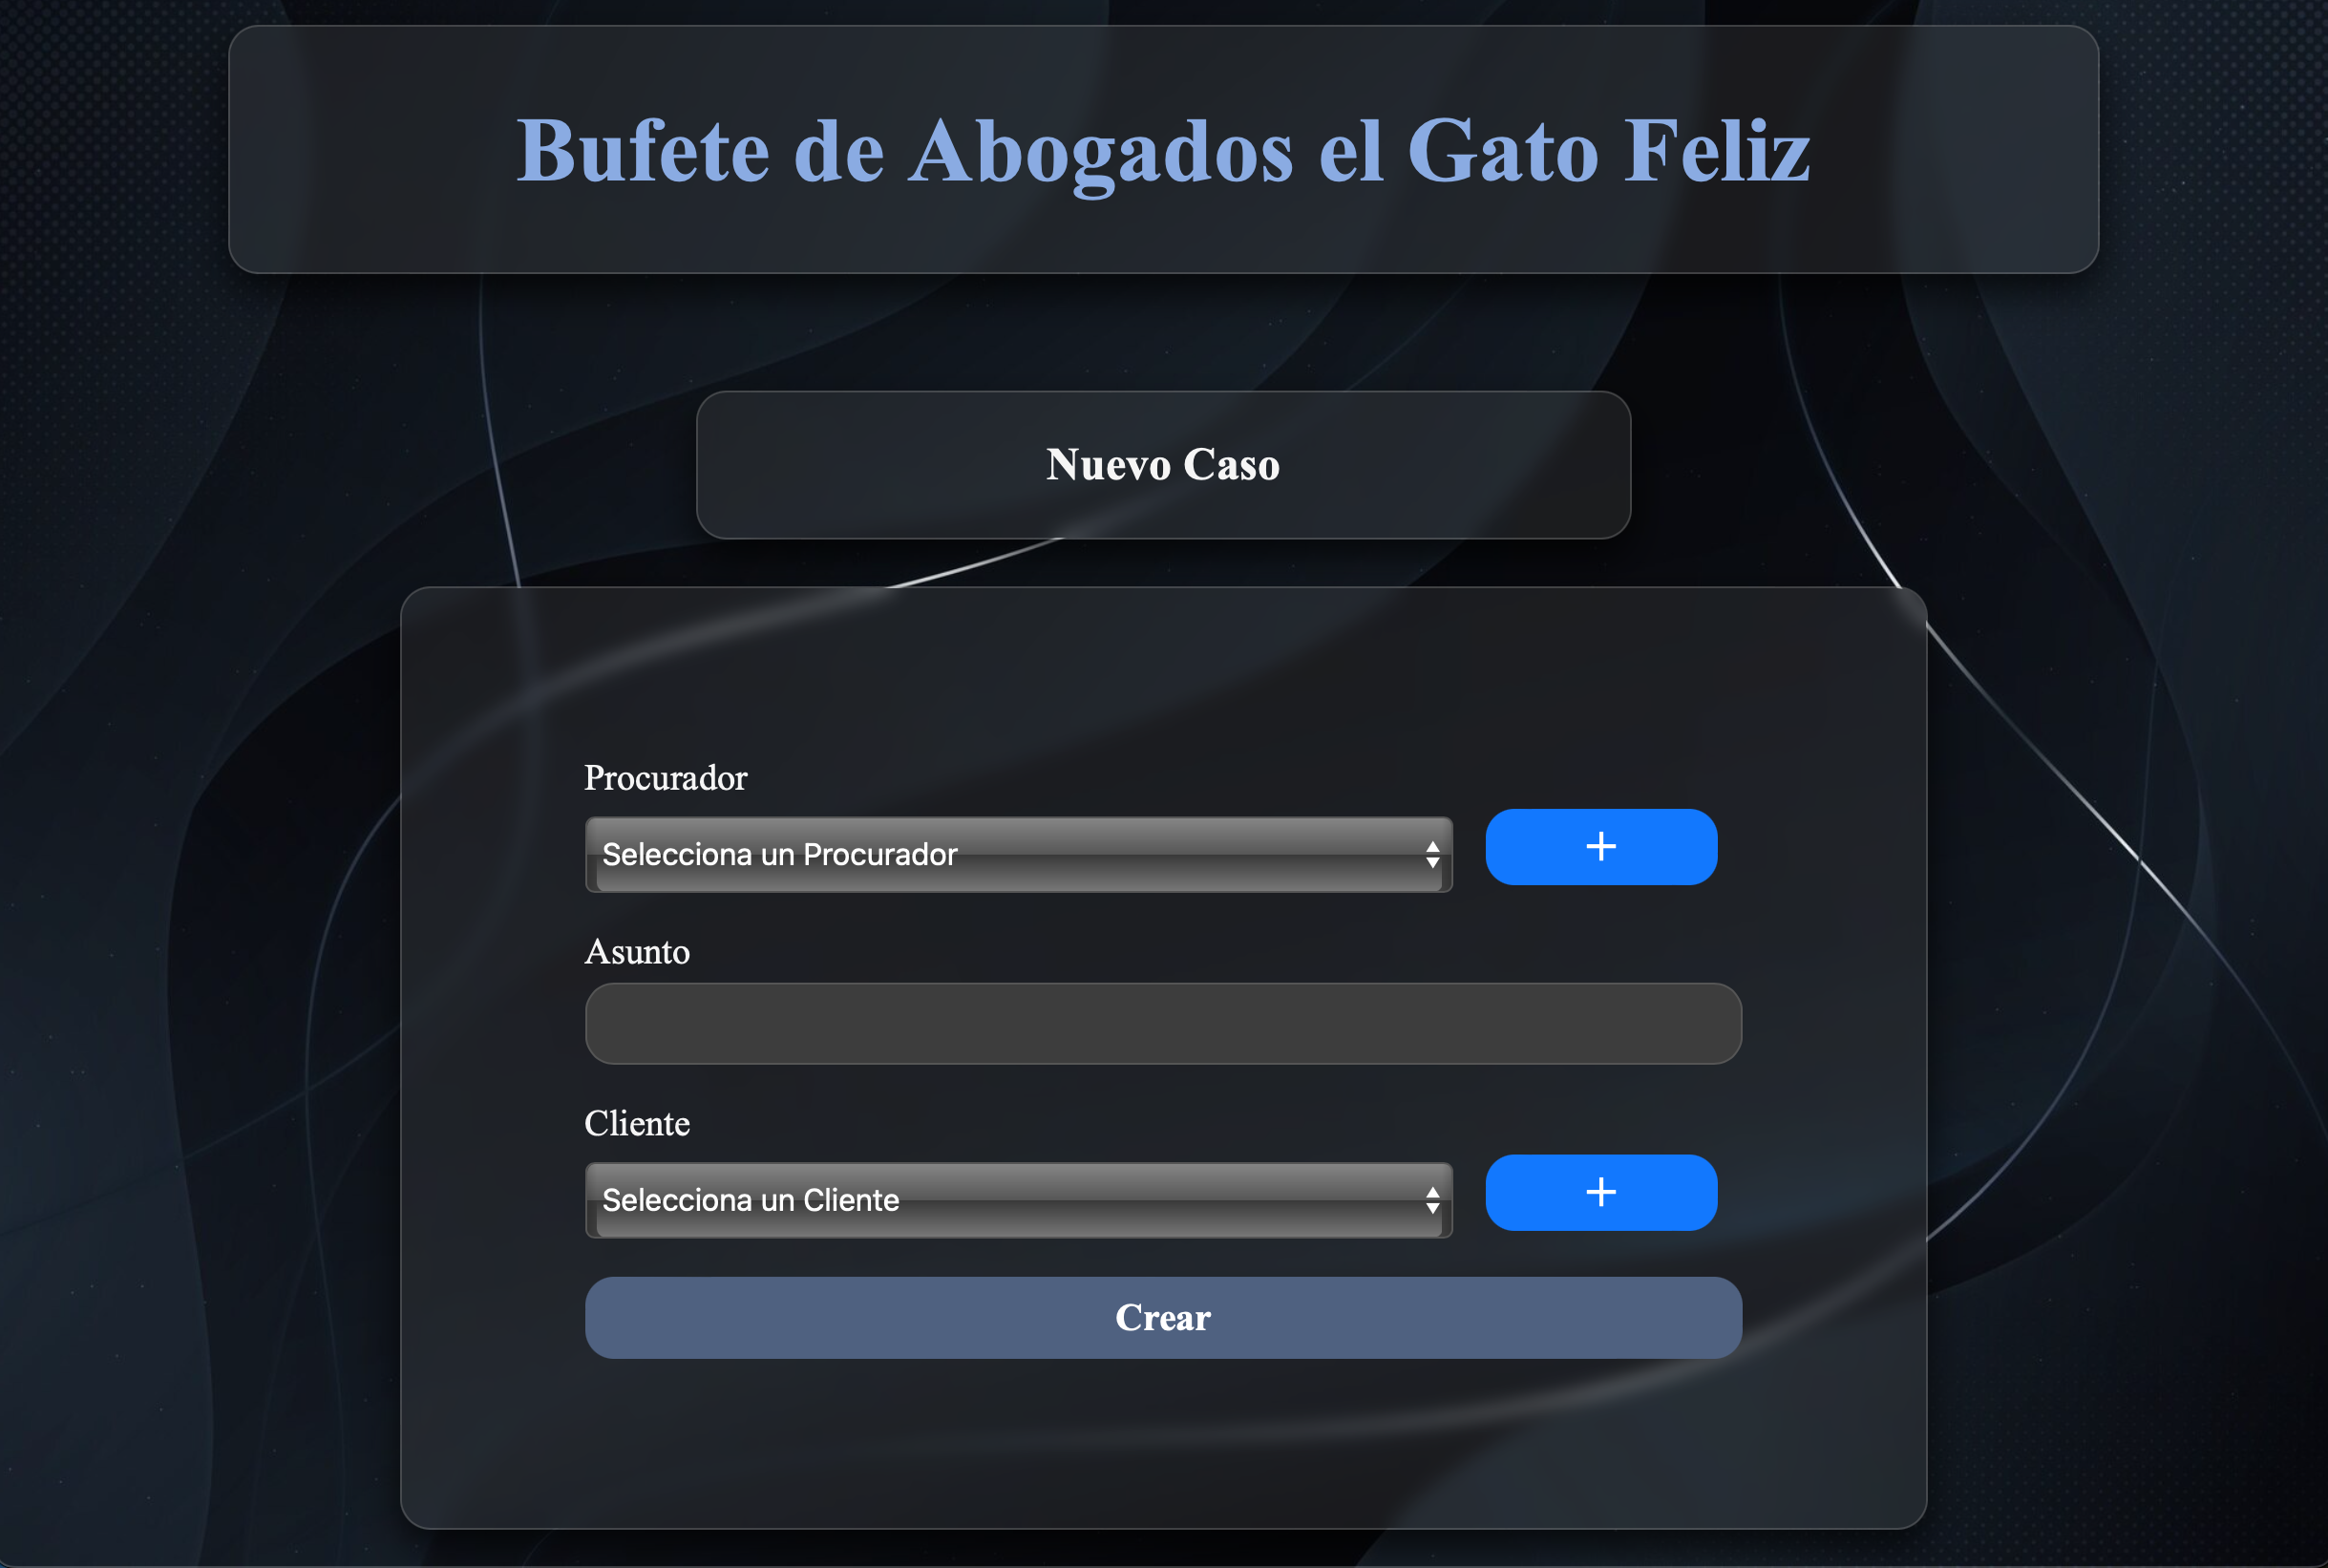 Bufete de Abogados el Gato Feliz
Nuevo Caso
Procurador
Selecciona un Procurador
+
Asunto
Cliente
Selecciona un Cliente
+
Crear